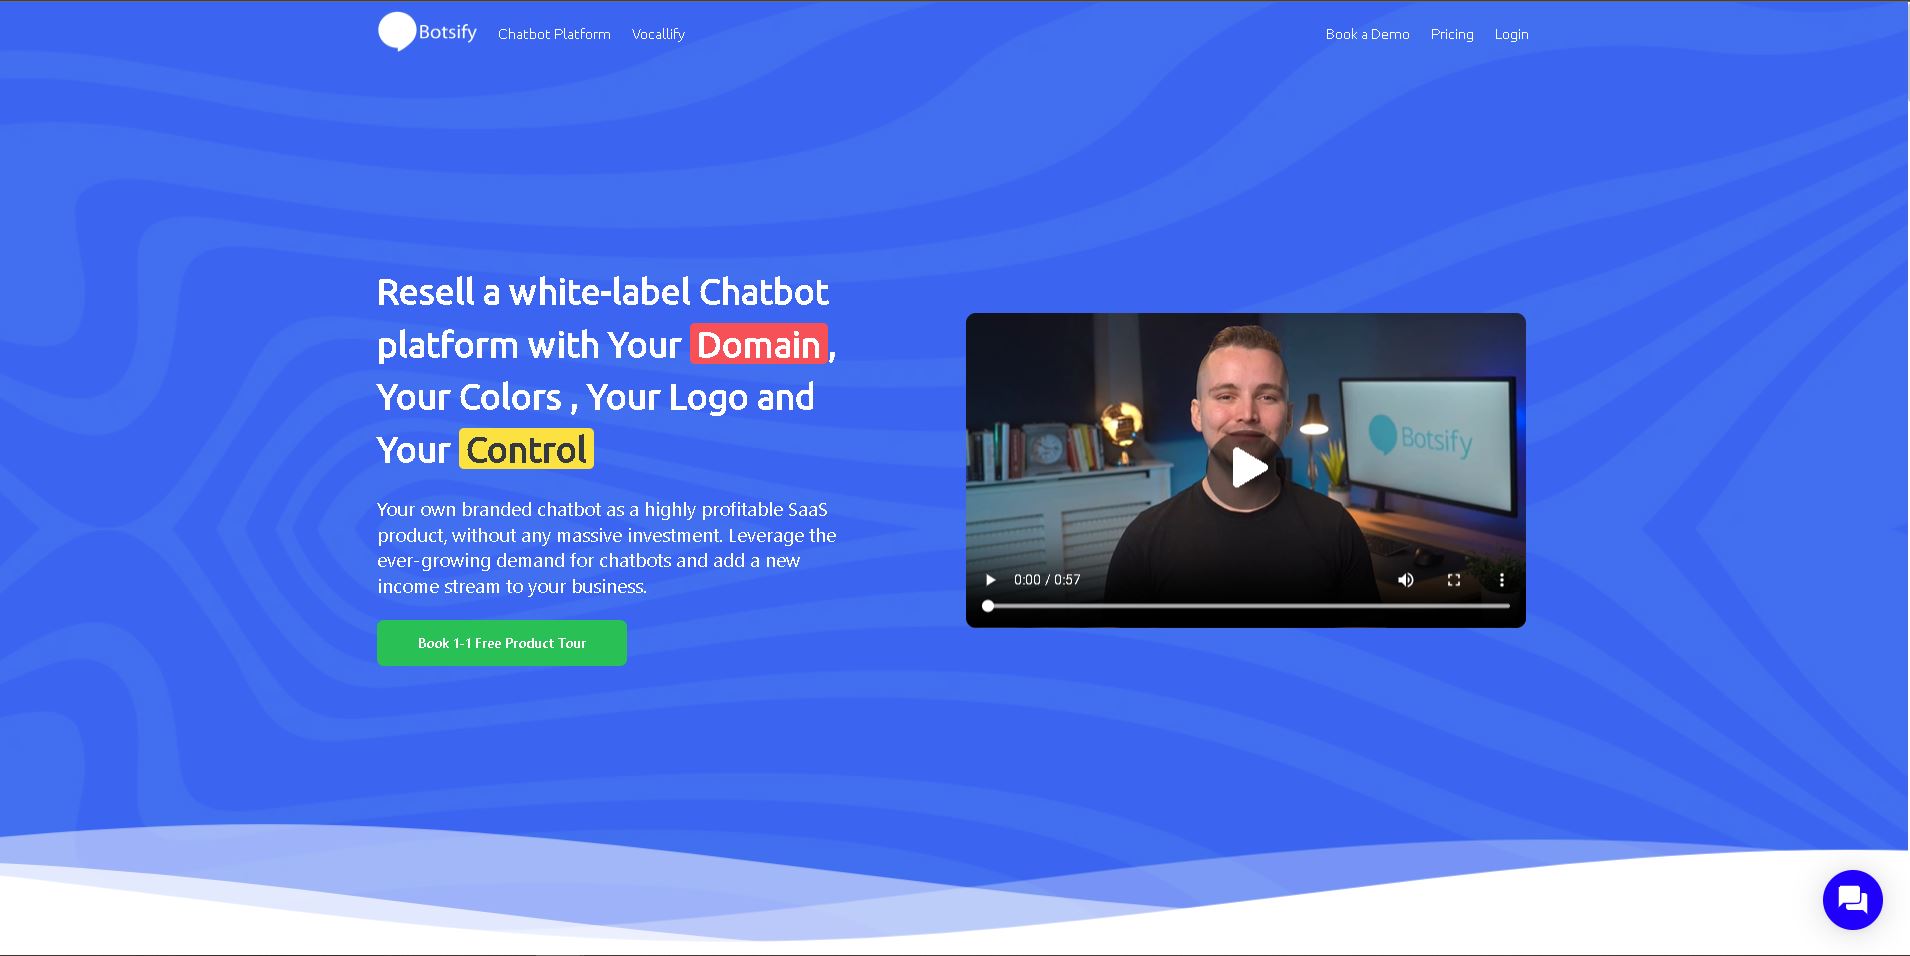 Botsify
Chatbot Platform
Vocallify
Book a Demo
Pricing
Login
Resell a white-label Chatbot
platform with Your Domain,
Your Colors , Your Logo and
Your Control
Your own branded chatbot as a highly profitable SaaS
product, without any massive investment. Leverage the
ever-growing demand for chatbots and add a new
income stream to your business.
Book 1-1 Free Product Tour
Botsify
0:00 / 0:57